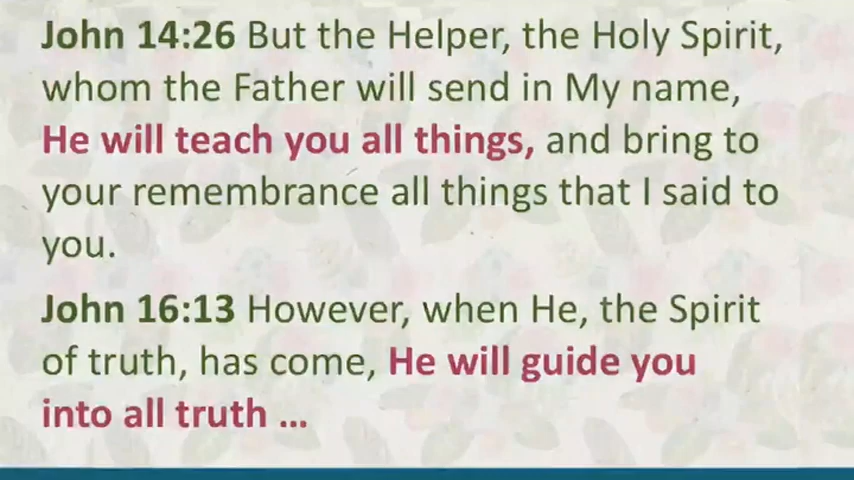 John 14:26 But the Helper, the Holy Spirit,
whom the Father will send in My name,
He will teach you all things, and bring to
your remembrance all things that I said to
you.
John 16:13 However, when He, the Spirit
of truth, has come, He will guide you
into all truth ...